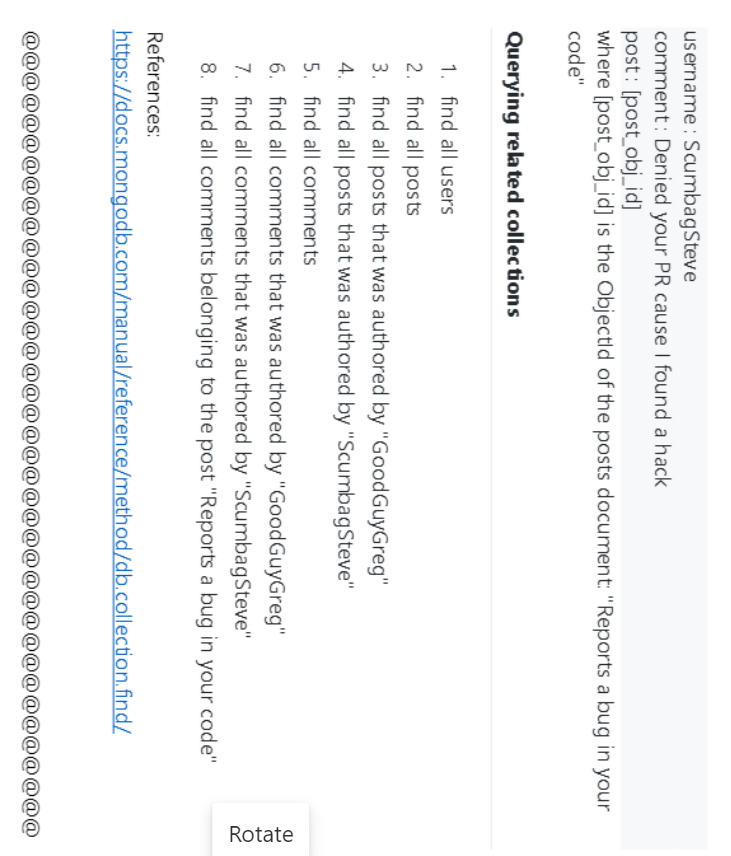 username : ScumbagSteve
comment : Denied your PR cause I found a hack
post : [post_obj_id]
where [post_obj_id] is the ObjectId of the posts document: "Reports a bug in your
code"
Querying related collections
1. find all users
2. find all posts
3. find all posts that was authored by "GoodGuyGreg"
4. find all posts that was authored by "ScumbagSteve"
5. find all comments
6. find all comments that was authored by "GoodGuyGreg"
7. find all comments that was authored by "ScumbagSteve"
8. find all comments belonging to the post "Reports a bug in your code"
References:
https://docs.mongodb.com/manual/reference/method/db.collection.find/
@@@@@@@@@@@@@@@@@@@@@@@@@@@@@@@@@@@@@@@@@@@@@
Rotate